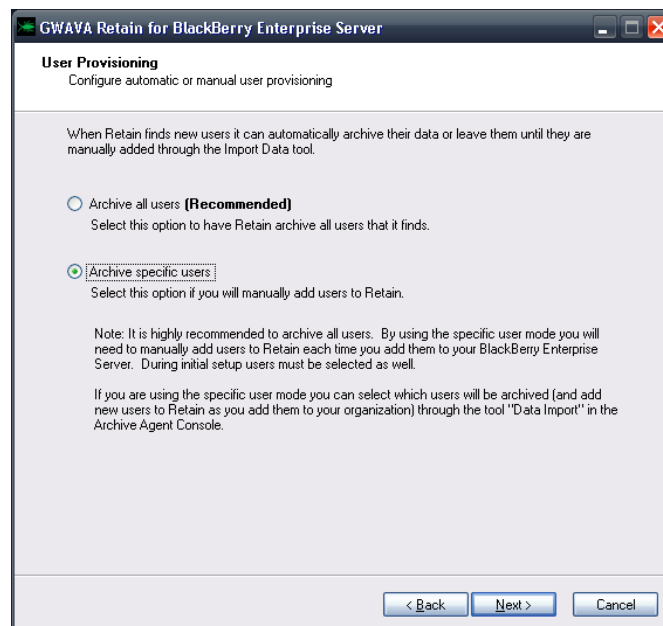 GWAVA Retain for BlackBerry Enterprise Server
User Provisioning
Configure automatic or manual user provisioning
When Retain finds new users it can automatically archive their data or leave them until they are
manually added through the Import Data tool.
Archive all users (Recommended)
Select this option to have Retain archive all users that it finds.
Archive specific users
Select this option if you will manually add users to Retain.
Note: It is highly recommended to archive all users. By using the specific user mode you will
need to manually add users to Retain each time you add them to your BlackBerry Enterprise
Server. During initial setup users must be selected as well.
If you are using the specific user mode you can select which users will be archived (and add
new users to Retain as you add them to your organization) through the tool "Data Import" in the
Archive Agent Console.
< Back Next > Cancel